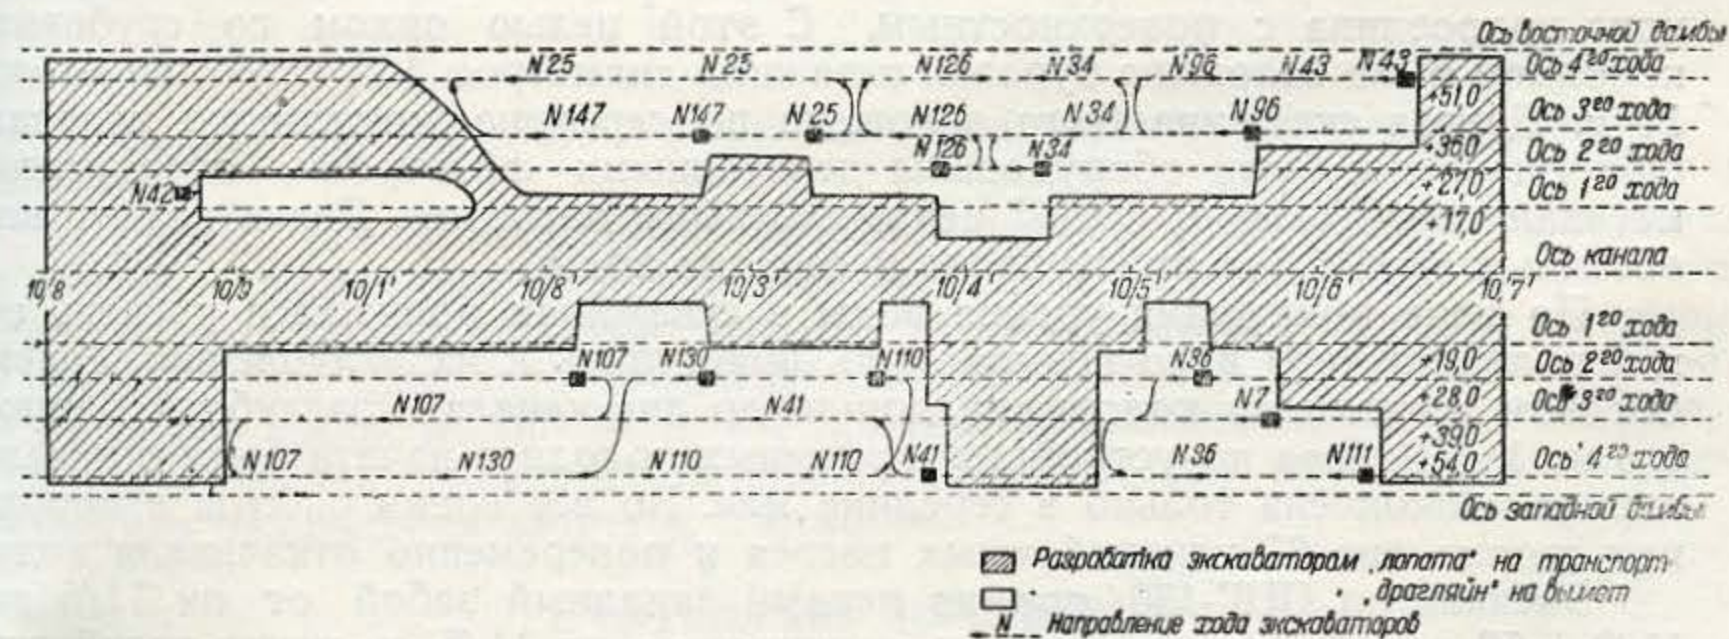 Ось восточной дамбы
N25 N25 N126 N34 N96 N43 N43 Ось 4го хода
+51,0
N147 N147 N25 N126 N34 N96 Ось 3го хода
+36,0
N126 N34 Ось 2го хода
N42 +27,0 Ось 1го хода
+17,0
Ось канала
10/8 10/9 10/1' 10/8' 10/3' 10/4' 10/5' 10/6' 10,7'
Ось 1го хода
N107 N130 N110 N36 +19,0 Ось 2го хода
N107 N41 N7 +28,0 Ось 3го хода
+39,0
N107 N130 N110 N110 N41 N36 N111 +54,0 Ось 4го хода
Ось западной дамбы
Разработка экскаватором „лопата" на транспорт
" " „драглайн" на вымет
N Направление хода экскаваторов